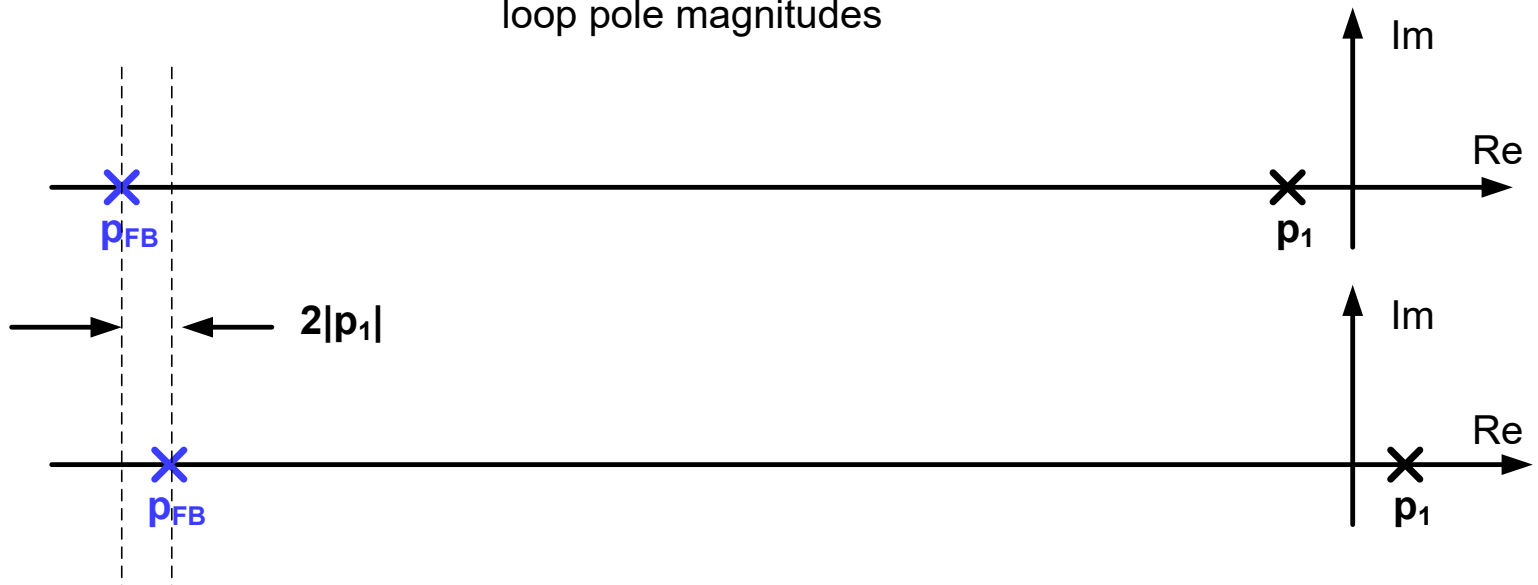 loop pole magnitudes
Im
Re
pFB
p1
2|p1|
Im
Re
pFB
p1